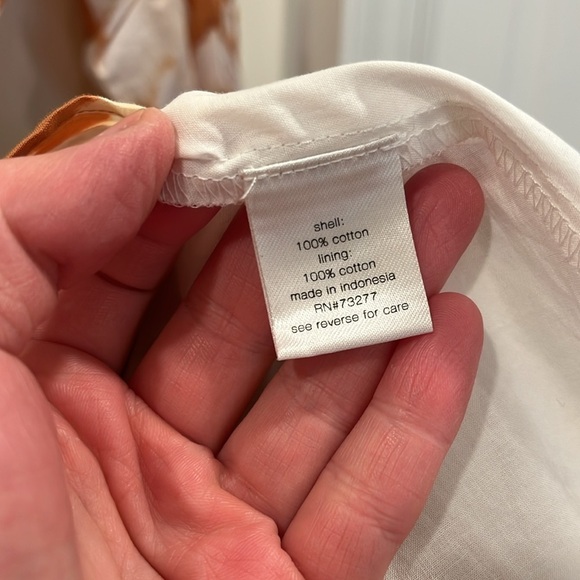 shell:
100% cotton
lining:
100% cotton
made in indonesia
RN#73277
see reverse for care